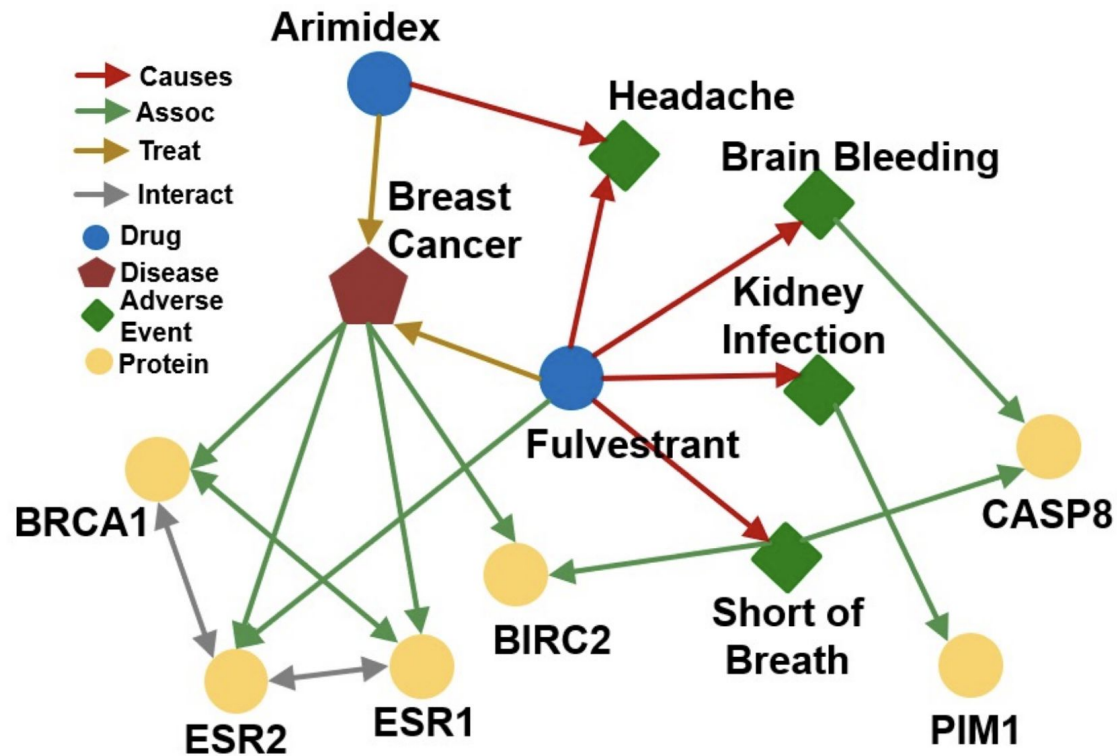 Arimidex
Causes
Assoc
Treat
Interact
Drug
Disease
Adverse
Event
Protein
Headache
Brain Bleeding
Breast
Cancer
Kidney
Infection
Fulvestrant
BRCA1
CASP8
BIRC2
Short of
Breath
ESR2
ESR1
PIM1